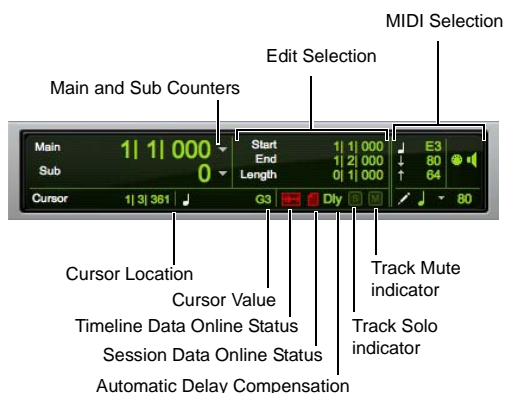 MIDI Selection
Edit Selection
Main and Sub Counters
Main 1| 1| 000 Start 1| 1| 000 E3
End 1| 2| 000 80
Sub 0 Length 0| 1| 000 64
Cursor 1| 3| 361 G3 Dly S M 80
Cursor Location
Track Mute
indicator
Cursor Value
Timeline Data Online Status
Track Solo
indicator
Session Data Online Status
Automatic Delay Compensation